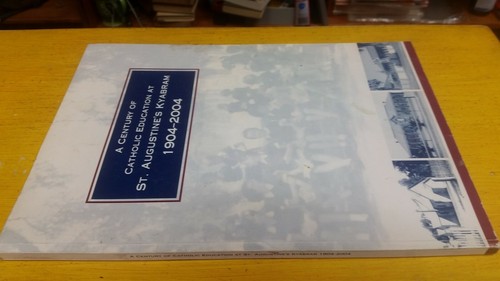 A Century of
Catholic Education at
St. Augustine's Kyabram
1904-2004
A Century of Catholic Education at St. Augustine's Kyabram 1904-2004